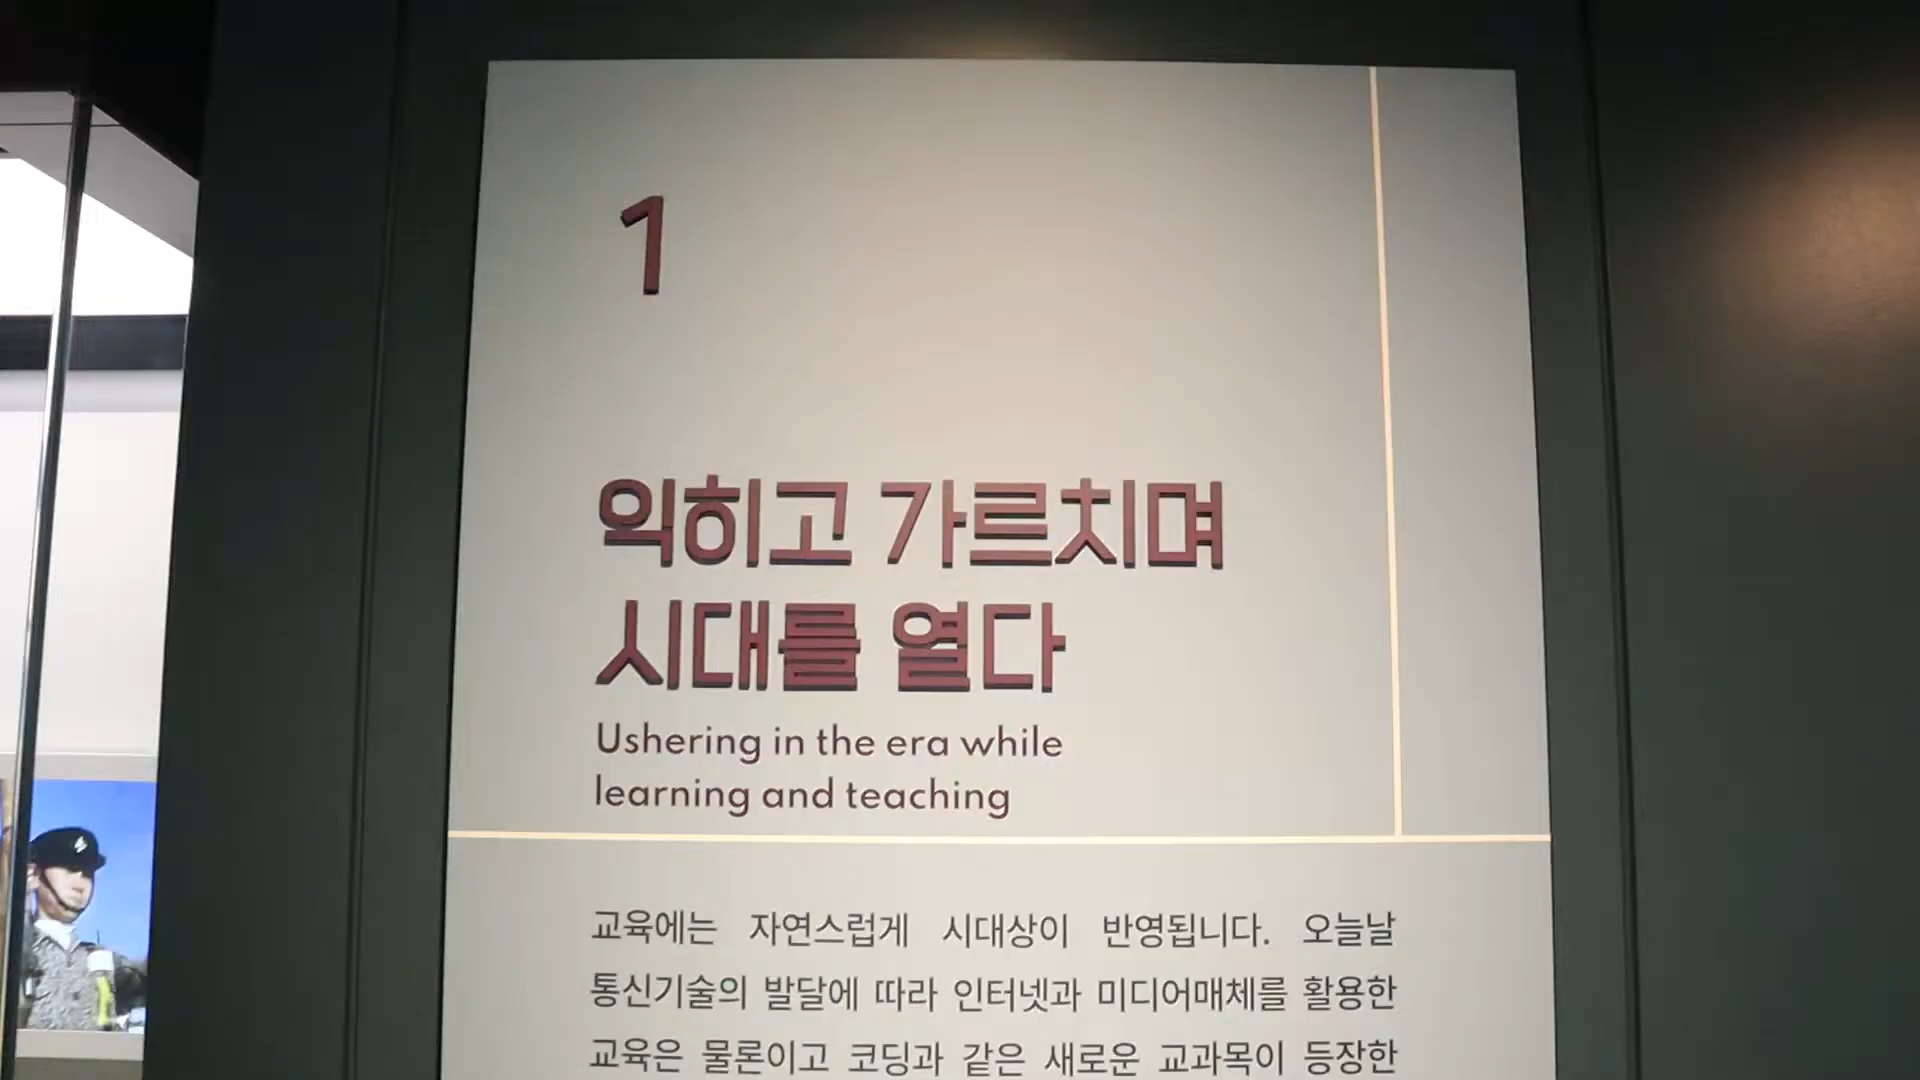 1
익히고 가르치며
시대를 열다
Ushering in the era while
learning and teaching
교육에는 자연스럽게 시대상이 반영됩니다. 오늘날
통신기술의 발달에 따라 인터넷과 미디어매체를 활용한
교육은 물론이고 코딩과 같은 새로운 교과목이 등장한